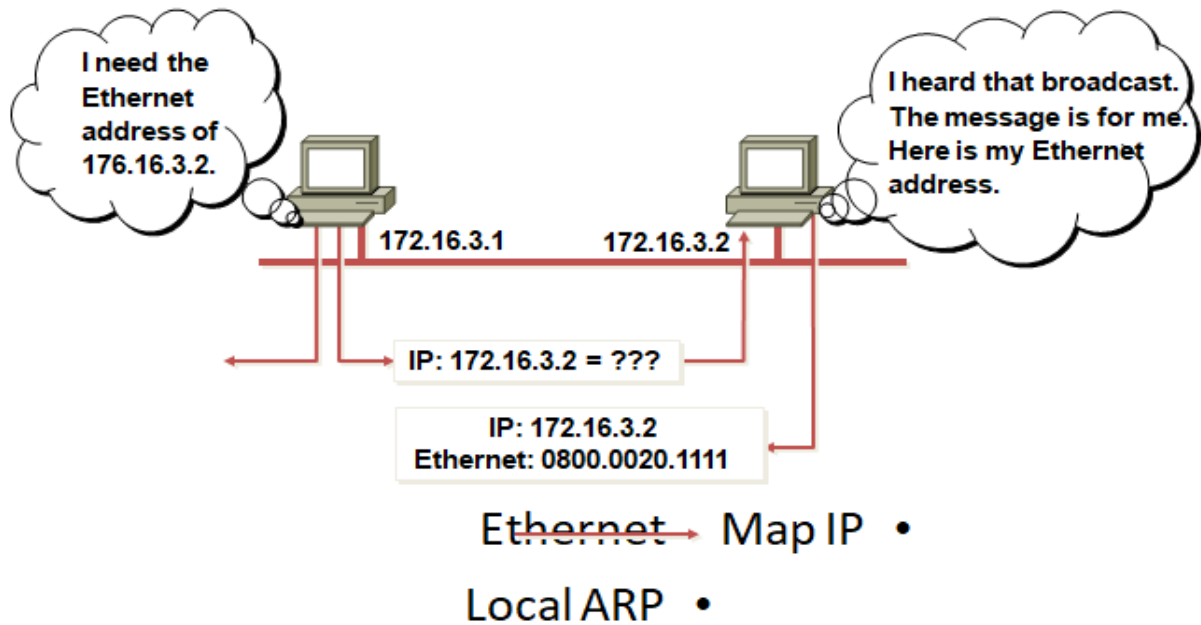 I need the
Ethernet
address of
176.16.3.2.
I heard that broadcast.
The message is for me.
Here is my Ethernet
address.
172.16.3.1
172.16.3.2
IP: 172.16.3.2 = ???
IP: 172.16.3.2
Ethernet: 0800.0020.1111
Ethernet Map IP •
Local ARP •